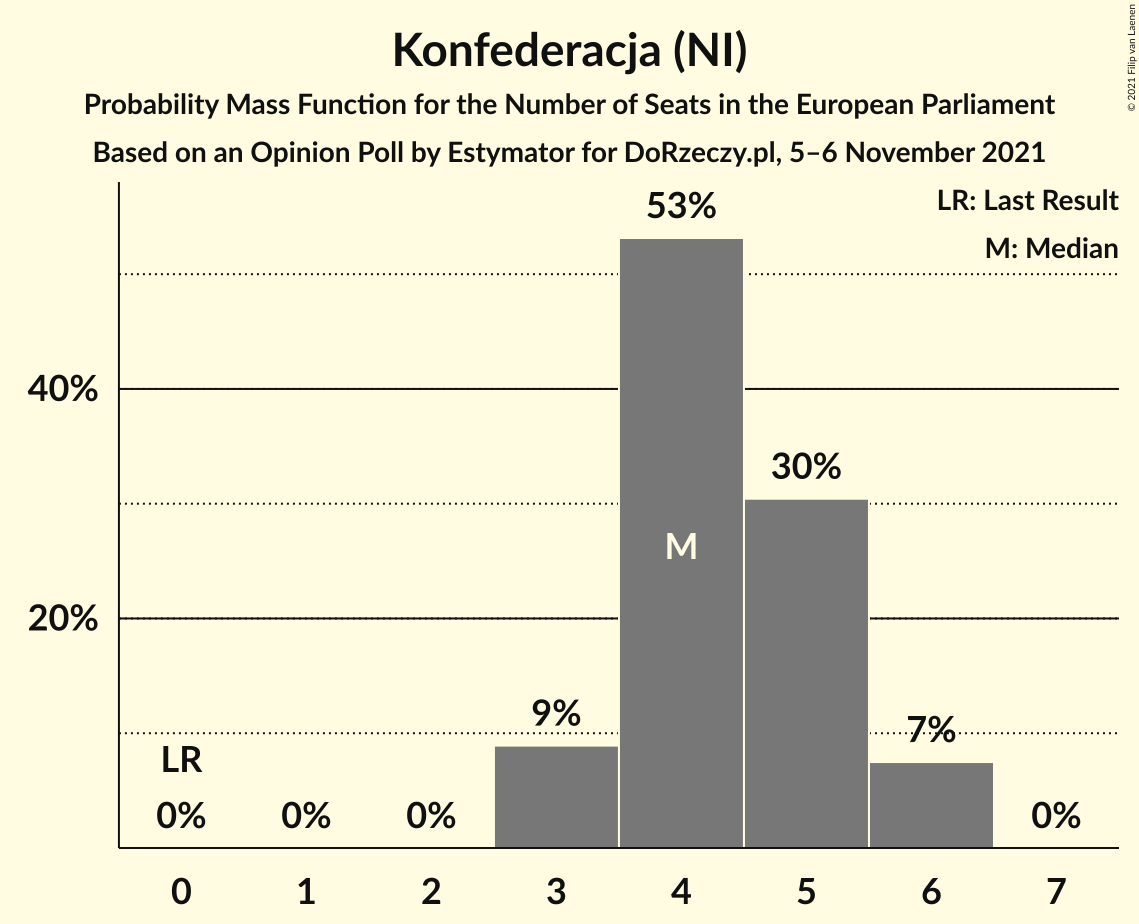 Konfederacja (NI)
Probability Mass Function for the Number of Seats in the European Parliament
Based on an Opinion Poll by Estymator for DoRzeczy.pl, 5–6 November 2021
© 2021 Filip van Laenen
LR: Last Result
M: Median
53%
40%
30%
M
20%
9%
7%
LR
0% 0% 0% 0%
0 1 2 3 4 5 6 7